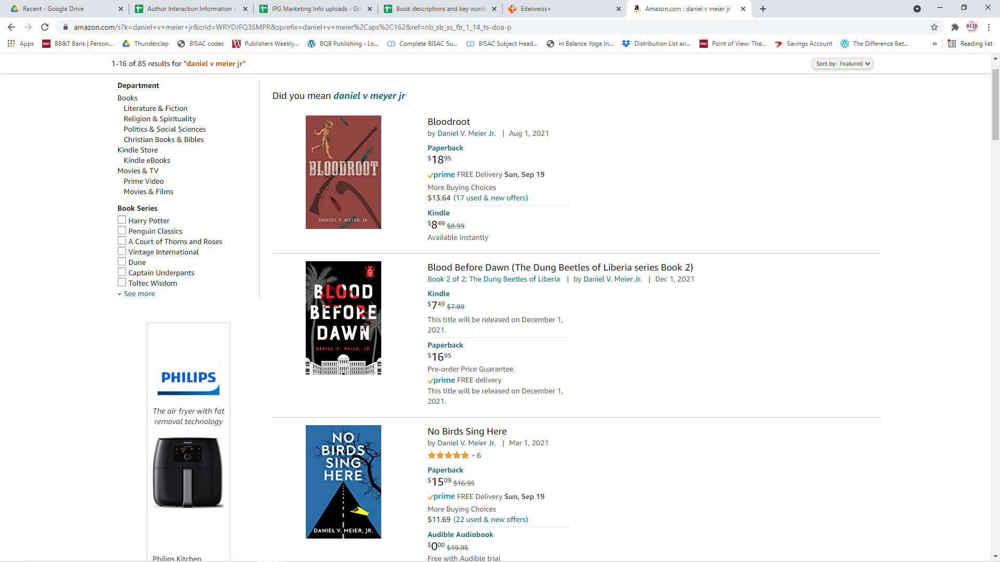 Recent - Google Drive
Author Interaction Information -
IPG Marketing Info uploads - Goo
Book descriptions and key words
Edelweiss+
Amazon.com : daniel v meier jr
amazon.com/s?k=daniel+v+meier+jr&crid=WRYDJFQ3SMPR&sprefix=daniel+v+meier%2Caps%2C162&ref=nb_sb_ss_fb_1_14_ts-doa-p
BQB
Apps
BB&T Bank | Person...
Thunderclap
BISAC codes
Publishers Weekly...
BQB Publishing › Lo...
Complete BISAC Su...
BISAC Subject Head...
in Balance Yoga In...
Distribution List an...
Point of View: The...
Savings Account
The Difference Bet...
»
Reading list
1-16 of 85 results for "daniel v meier jr"
Sort by: Featured
Department
Books
Literature & Fiction
Religion & Spirituality
Politics & Social Sciences
Christian Books & Bibles
Kindle Store
Kindle eBooks
Movies & TV
Prime Video
Movies & Films
Book Series
Harry Potter
Penguin Classics
A Court of Thorns and Roses
Vintage International
Dune
Captain Underpants
Toltec Wisdom
See more
PHILIPS
The air fryer with fat
removal technology
Philips Kitchen
Did you mean daniel v meyer jr
BLOODROOT
DANIEL V. MEIER, JR.
Bloodroot
by Daniel V. Meier Jr. | Aug 1, 2021
Paperback
$18.95
prime FREE Delivery Sun, Sep 19
More Buying Choices
$13.64 (17 used & new offers)
Kindle
$8.49 $8.99
Available instantly
BLOOD
BEFORE
DAWN
DANIEL V. MEIER, JR.
Blood Before Dawn (The Dung Beetles of Liberia series Book 2)
Book 2 of 2: The Dung Beetles of Liberia | by Daniel V. Meier Jr. | Dec 1, 2021
Kindle
$7.49 $7.99
This title will be released on December 1,
2021.
Paperback
$16.95
Pre-order Price Guarantee.
prime FREE delivery
This title will be released on December 1,
2021.
NO
BIRDS
SING
HERE
DANIEL V. MEIER, JR.
No Birds Sing Here
by Daniel V. Meier Jr. | Mar 1, 2021
6
Paperback
$15.09 $16.95
prime FREE Delivery Sun, Sep 19
More Buying Choices
$11.69 (22 used & new offers)
Audible Audiobook
$0.00 $19.95
Free with Audible trial